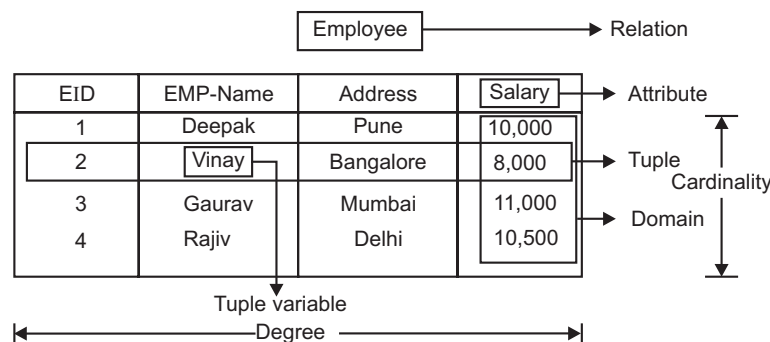 Employee Relation
EID EMP-Name Address Salary Attribute
1 Deepak Pune 10,000
2 Vinay Bangalore 8,000 Tuple
Cardinality
3 Gaurav Mumbai 11,000
Domain
4 Rajiv Delhi 10,500
Tuple variable
Degree